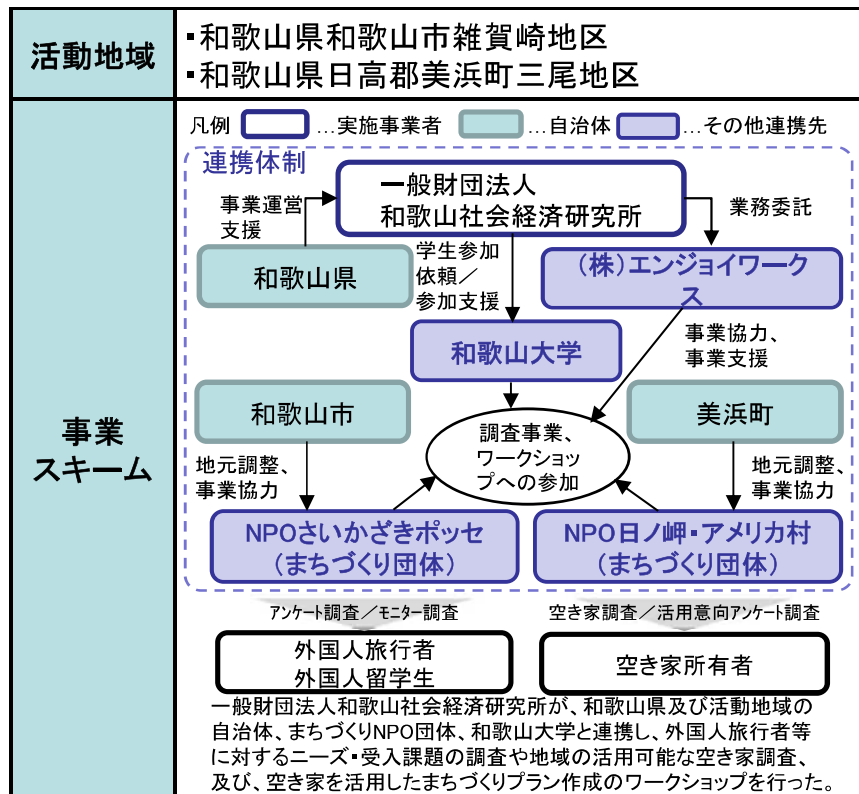 活動地域
▪和歌山県和歌山市雑賀崎地区
▪和歌山県日高郡美浜町三尾地区
事業
スキーム
凡例 …実施事業者 …自治体 …その他連携先
連携体制
一般財団法人
和歌山社会経済研究所
事業運営
支援
業務委託
和歌山県
学生参加
依頼／
参加支援
（株）エンジョイワーク
ス
和歌山大学
事業協力、
事業支援
和歌山市
美浜町
調査事業、
ワークショッ
プへの参加
地元調整、
事業協力
地元調整、
事業協力
NPOさいかざきポッセ
（まちづくり団体）
NPO日ノ岬・アメリカ村
（まちづくり団体）
アンケート調査／モニター調査
空き家調査／活用意向アンケート調査
外国人旅行者
外国人留学生
空き家所有者
一般財団法人和歌山社会経済研究所が、和歌山県及び活動地域の
自治体、まちづくりNPO団体、和歌山大学と連携し、外国人旅行者等
に対するニーズ・受入課題の調査や地域の活用可能な空き家調査、
及び、空き家を活用したまちづくりプラン作成のワークショップを行った。